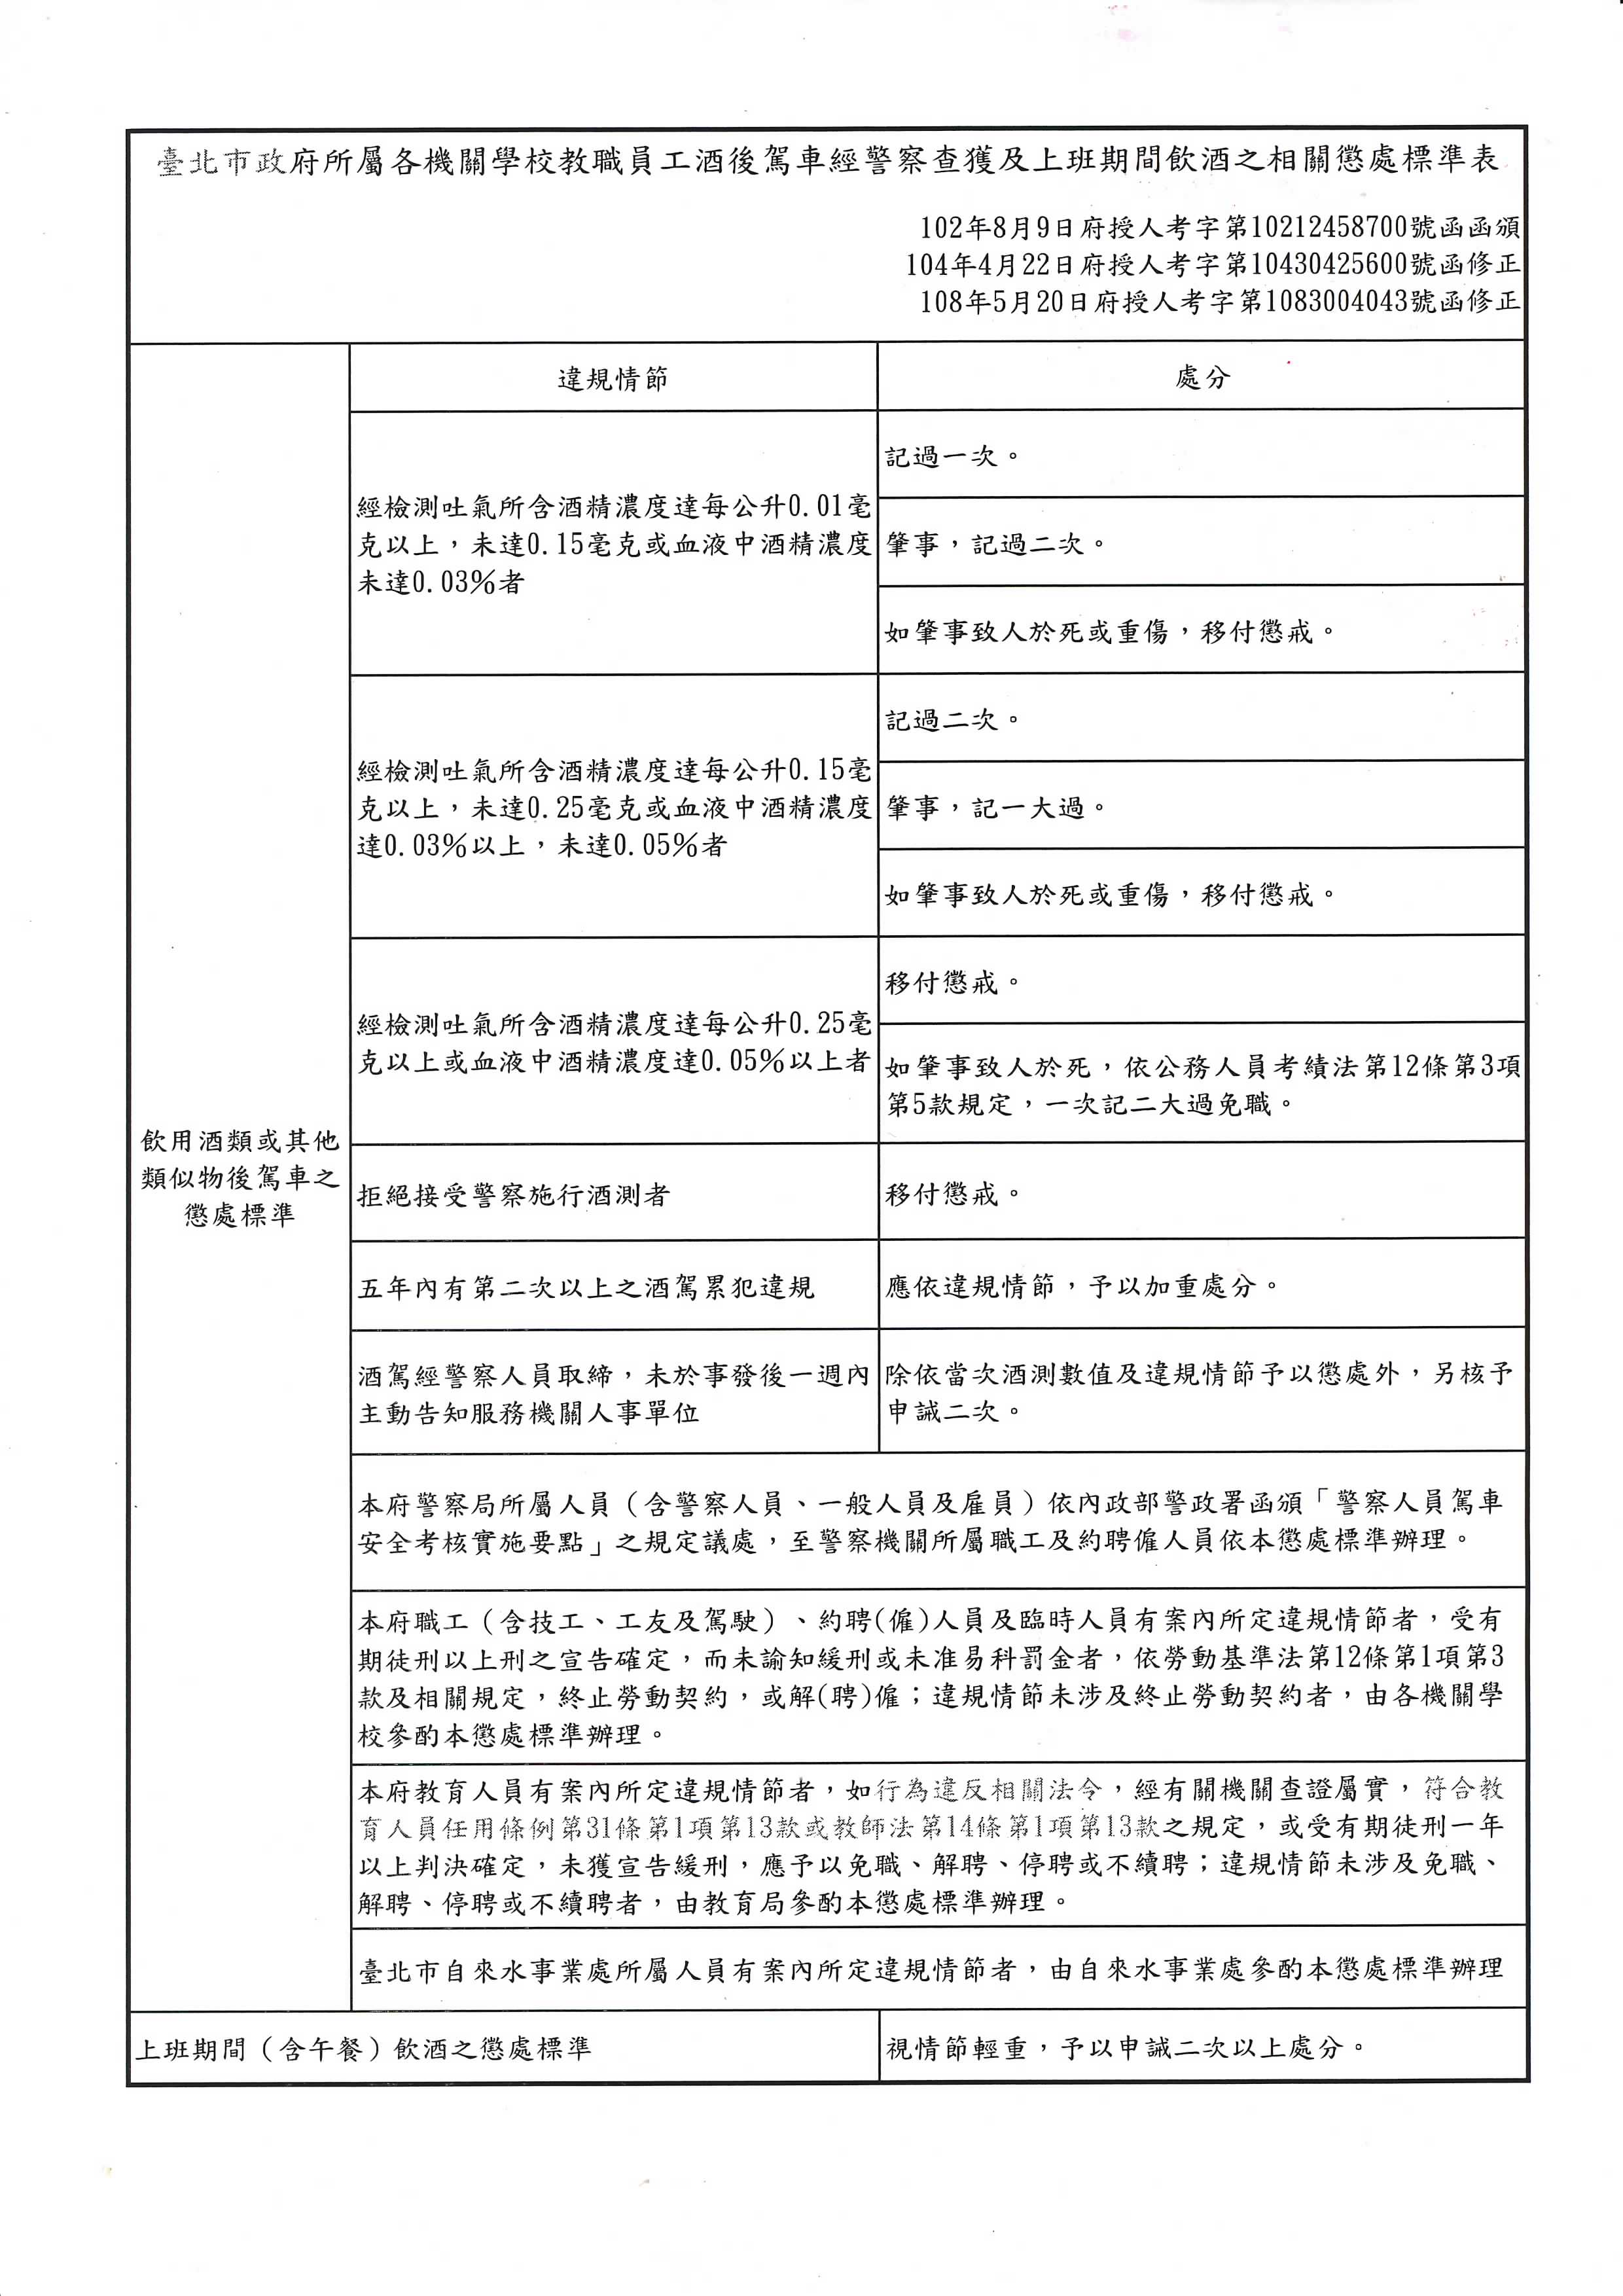 臺北市政府所屬各機關學校教職員工酒後駕車經警察查獲及上班期間飲酒之相關懲處標準表
102年8月9日府授人考字第10212458700號函函頒
104年4月22日府授人考字第10430425600號函修正
108年5月20日府授人考字第1083004043號函修正
違規情節
處分
經檢測吐氣所含酒精濃度達每公升0.01毫
克以上，未達0.15毫克或血液中酒精濃度
未達0.03%者
記過一次。
肇事，記過二次。
如肇事致人於死或重傷，移付懲戒。
經檢測吐氣所含酒精濃度達每公升0.15毫
克以上，未達0.25毫克或血液中酒精濃度
達0.03%以上，未達0.05%者
記過二次。
肇事，記一大過。
如肇事致人於死或重傷，移付懲戒。
經檢測吐氣所含酒精濃度達每公升0.25毫
克以上或血液中酒精濃度達0.05%以上者
移付懲戒。
如肇事致人於死，依公務人員考績法第12條第3項
第5款規定，一次記二大過免職。
飲用酒類或其他
類似物後駕車之
懲處標準
拒絕接受警察施行酒測者
移付懲戒。
五年內有第二次以上之酒駕累犯違規
應依違規情節，予以加重處分。
酒駕經警察人員取締，未於事發後一週內
主動告知服務機關人事單位
除依當次酒測數值及違規情節予以懲處外，另核予
申誡二次。
本府警察局所屬人員（含警察人員、一般人員及雇員）依內政部警政署函頒「警察人員駕車
安全考核實施要點」之規定議處，至警察機關所屬職工及約聘僱人員依本懲處標準辦理。
本府職工（含技工、工友及駕駛）、約聘(僱)人員及臨時人員有案內所定違規情節者，受有
期徒刑以上刑之宣告確定，而未諭知緩刑或未准易科罰金者，依勞動基準法第12條第1項第3
款及相關規定，終止勞動契約，或解(聘)僱；違規情節未涉及終止勞動契約者，由各機關學
校參酌本懲處標準辦理。
本府教育人員有案內所定違規情節者，如行為違反相關法令，經有關機關查證屬實，符合教
育人員任用條例第31條第1項第13款或教師法第14條第1項第13款之規定，或受有期徒刑一年
以上判決確定，未獲宣告緩刑，應予以免職、解聘、停聘或不續聘；違規情節未涉及免職、
解聘、停聘或不續聘者，由教育局參酌本懲處標準辦理。
臺北市自來水事業處所屬人員有案內所定違規情節者，由自來水事業處參酌本懲處標準辦理
上班期間（含午餐）飲酒之懲處標準
視情節輕重，予以申誡二次以上處分。